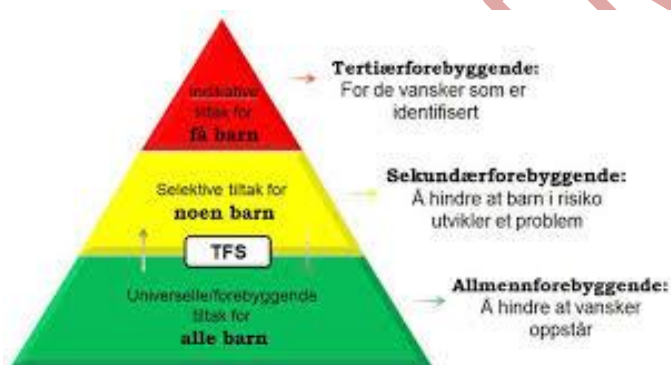 Indikative
tiltak for
få barn
Tertiærforebyggende:
For de vansker som er
identifisert
Selektive tiltak for
noen barn
Sekundærforebyggende:
Å hindre at barn i risiko
utvikler et problem
TFS
Universelle/forebyggende
tiltak for
alle barn
Allmennforebyggende:
Å hindre at vansker
oppstår